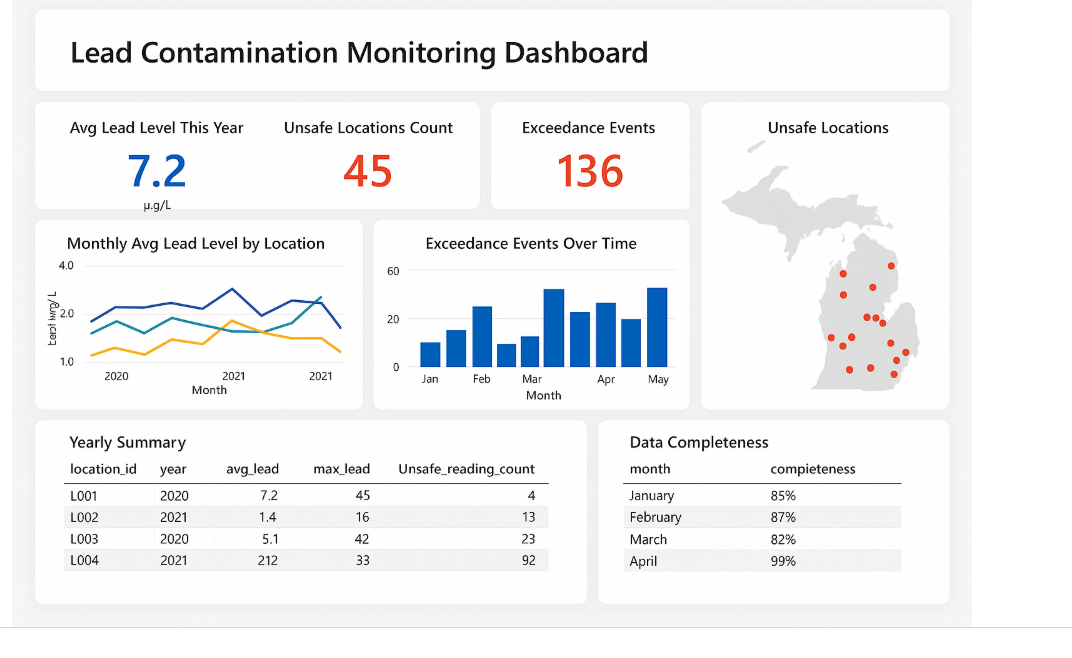 Lead Contamination Monitoring Dashboard
Avg Lead Level This Year
7.2
µ.g/L
Unsafe Locations Count
45
Exceedance Events
136
Unsafe Locations
Monthly Avg Lead Level by Location
4.0
2.0
1.0
2020 2021 2021
Month
Exceedance Events Over Time
60
20
0
Jan Feb Mar Apr May
Month
Yearly Summary
location_id year avg_lead max_lead Unsafe_reading_count
L001 2020 7.2 45 4
L002 2021 1.4 16 13
L003 2020 5.1 42 23
L004 2021 212 33 92
Data Completeness
month compieteness
January 85%
February 87%
March 82%
April 99%